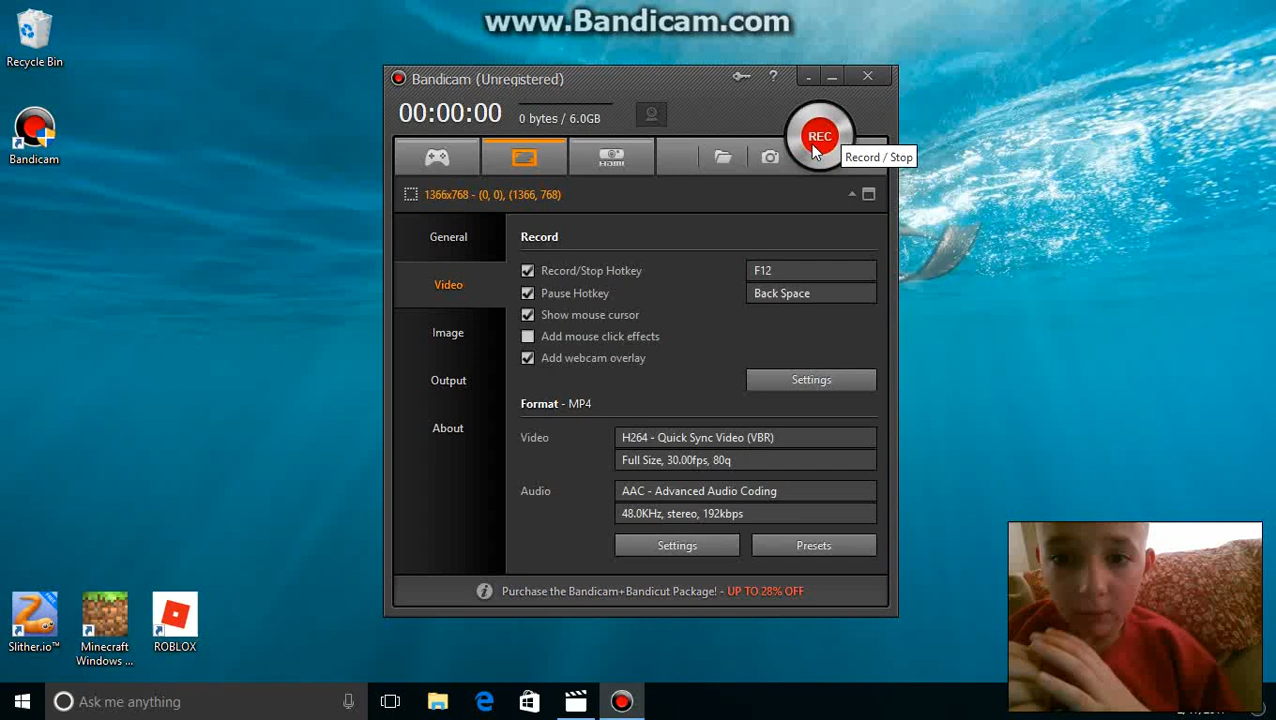 www.Bandicam.com
Recycle Bin
Bandicam
Bandicam (Unregistered)
?
00:00:00
0 bytes / 6.0GB
REC
HDMI
Record / Stop
1366x768 - (0, 0), (1366, 768)
General
Video
Image
Output
About
Record
Record/Stop Hotkey
F12
Pause Hotkey
Back Space
Show mouse cursor
Add mouse click effects
Add webcam overlay
Settings
Format - MP4
Video
H264 - Quick Sync Video (VBR)
Full Size, 30.00fps, 80q
Audio
AAC - Advanced Audio Coding
48.0KHz, stereo, 192kbps
Settings
Presets
Purchase the Bandicam+Bandicut Package! - UP TO 28% OFF
Slither.io™
Minecraft
Windows ...
ROBLOX
Ask me anything